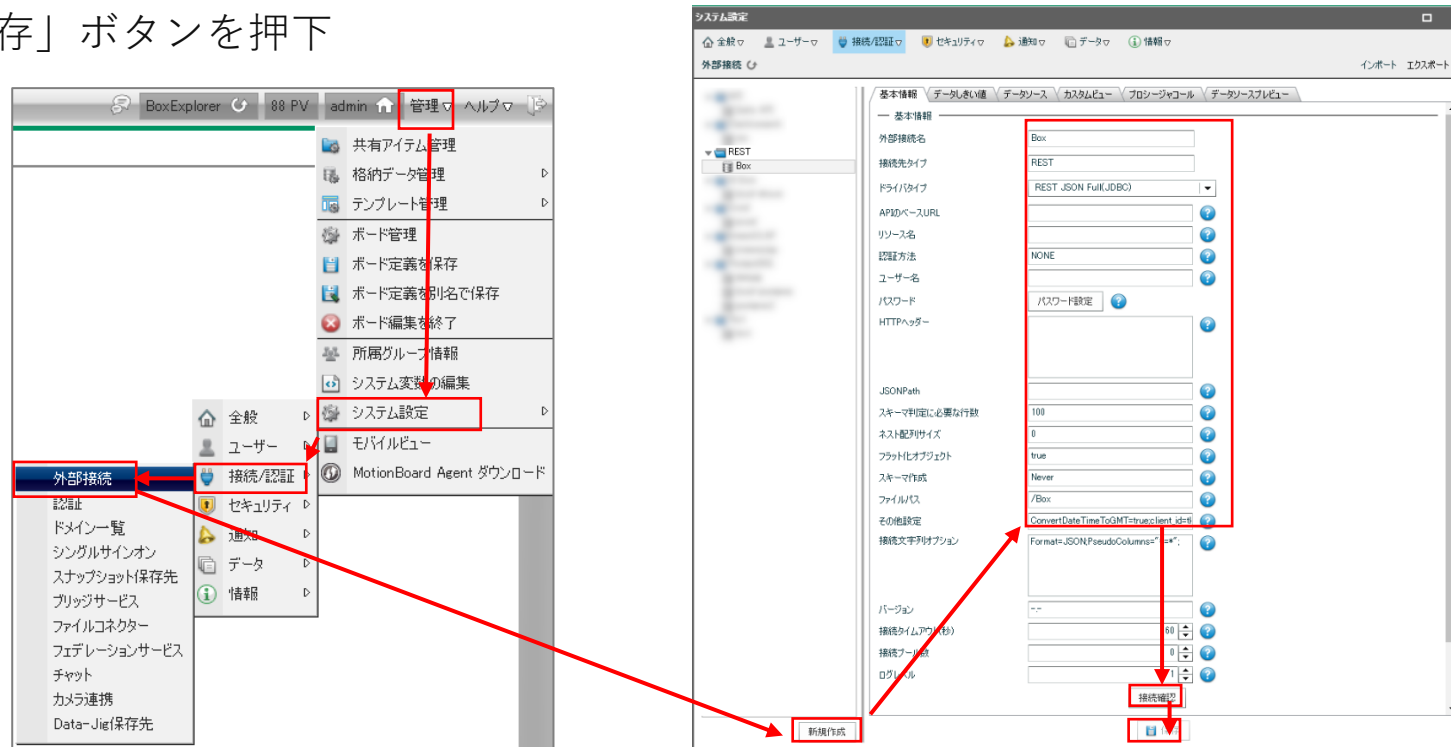 存」ボタンを押下
BoxExplorer 88 PV admin 管理▽ ヘルプ▽
共有アイテム管理
格納データ管理
テンプレート管理
ボード管理
ボード定義を保存
ボード定義を別名で保存
ボード編集を終了
所属グループ情報
システム変数の編集
システム設定
モバイルビュー
MotionBoard Agent ダウンロード
全般
ユーザー
接続/認証
セキュリティ
通知
データ
情報
外部接続
認証
ドメイン一覧
シングルサインオン
スナップショット保存先
ブリッジサービス
ファイルコネクター
フェデレーションサービス
チャット
カメラ連携
Data-Jig保存先
システム設定
全般▽ ユーザー▽ 接続/認証▽ セキュリティ▽ 通知▽ データ▽ 情報▽
外部接続 インポート エクスポート
REST
Box
新規作成
基本情報 データしきい値 データソース カスタムビュー プロシージャコール データソースプレビュー
基本情報
外部接続名 Box
接続先タイプ REST
ドライバタイプ REST JSON Full(JDBC)
APIのベースURL
リソース名
認証方法 NONE
ユーザー名
パスワード パスワード設定
HTTPヘッダー
JSONPath
スキーマ判定に必要な行数 100
ネスト配列サイズ 0
フラット化オブジェクト true
スキーマ作成 Never
ファイルパス /Box
その他設定 ConvertDateTimeToGMT=true;client_id=
接続文字列オプション Format=JSON;PseudoColumns="*=*";
バージョン -.-
接続タイムアウト(秒) 60
接続プール数 0
ログレベル 1
接続確認